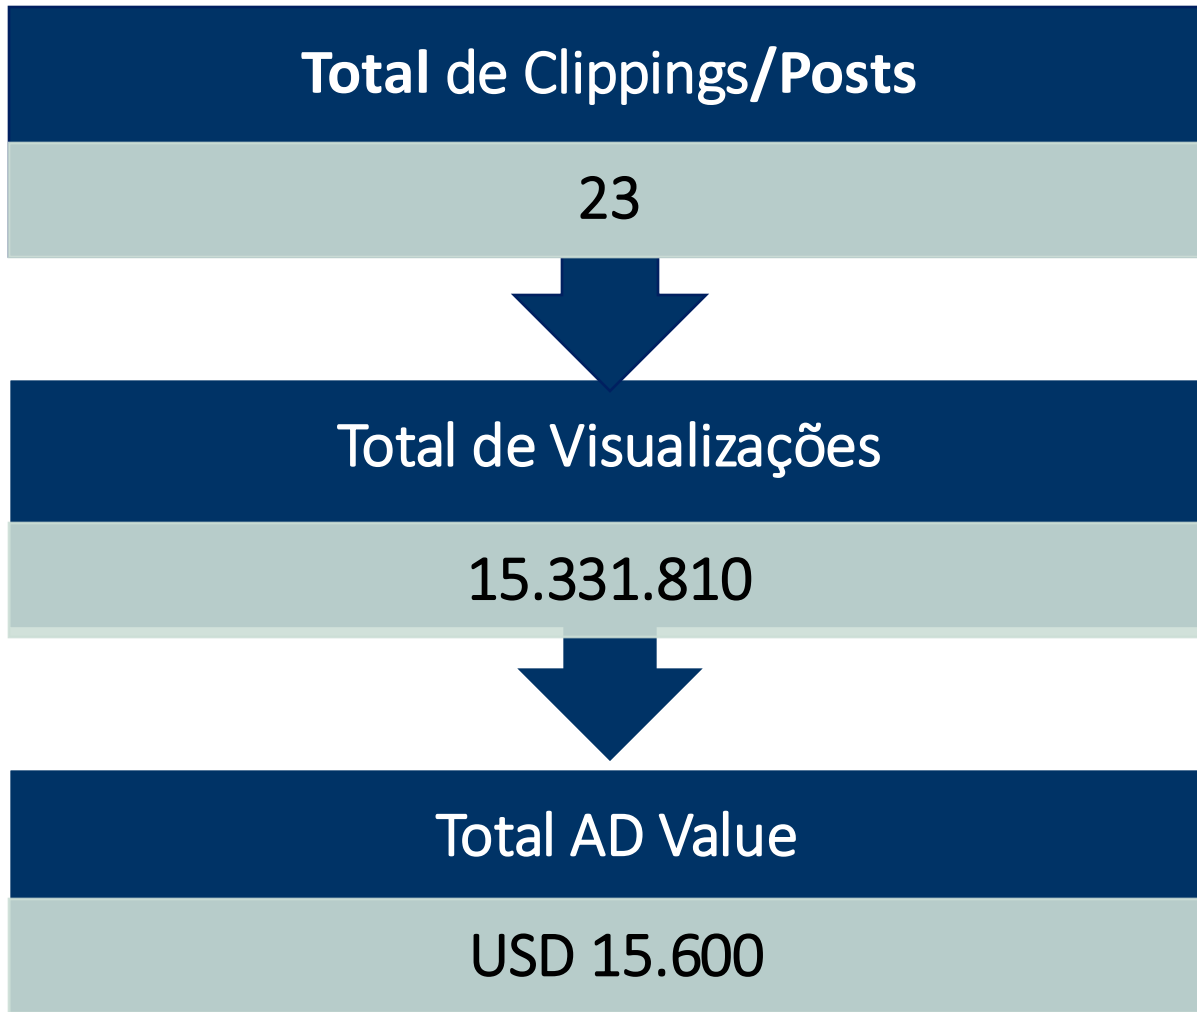 Total de Clippings/Posts
23
Total de Visualizações
15.331.810
Total AD Value
USD 15.600